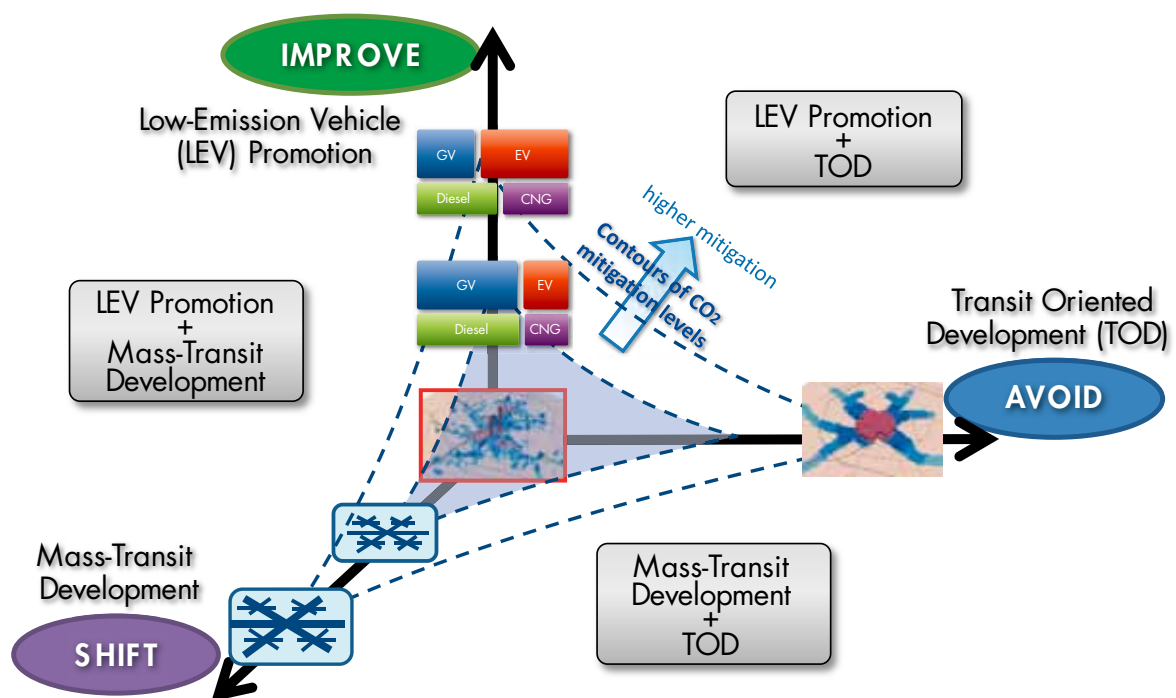 IMPROVE
Low-Emission Vehicle
(LEV) Promotion
GV
EV
Diesel
CNG
LEV Promotion
+
TOD
higher mitigation
Contours of CO2
mitigation levels
GV
EV
Diesel
CNG
LEV Promotion
+
Mass-Transit
Development
Transit Oriented
Development (TOD)
AVOID
Mass-Transit
Development
SHIFT
Mass-Transit
Development
+
TOD